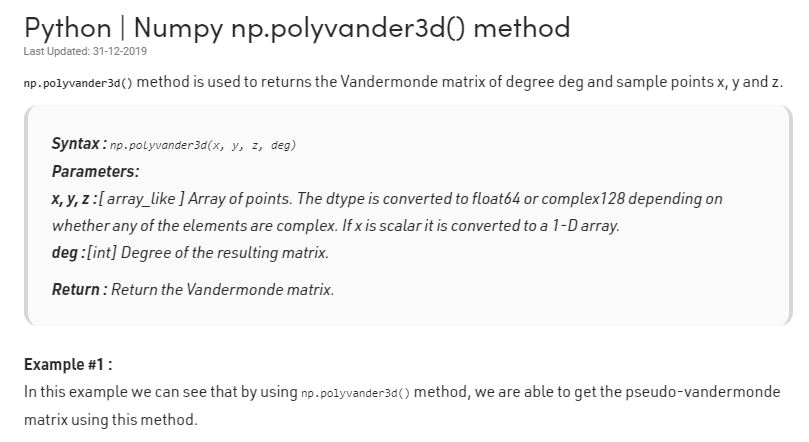 Python | Numpy np.polyvander3d() method
Last Updated: 31-12-2019
np.polyvander3d() method is used to returns the Vandermonde matrix of degree deg and sample points x, y and z.
Syntax : np.polyvander3d(x, y, z, deg)
Parameters:
x, y, z :[ array_like ] Array of points. The dtype is converted to float64 or complex128 depending on
whether any of the elements are complex. If x is scalar it is converted to a 1-D array.
deg :[int] Degree of the resulting matrix.
Return : Return the Vandermonde matrix.
Example #1 :
In this example we can see that by using np.polyvander3d() method, we are able to get the pseudo-vandermonde
matrix using this method.